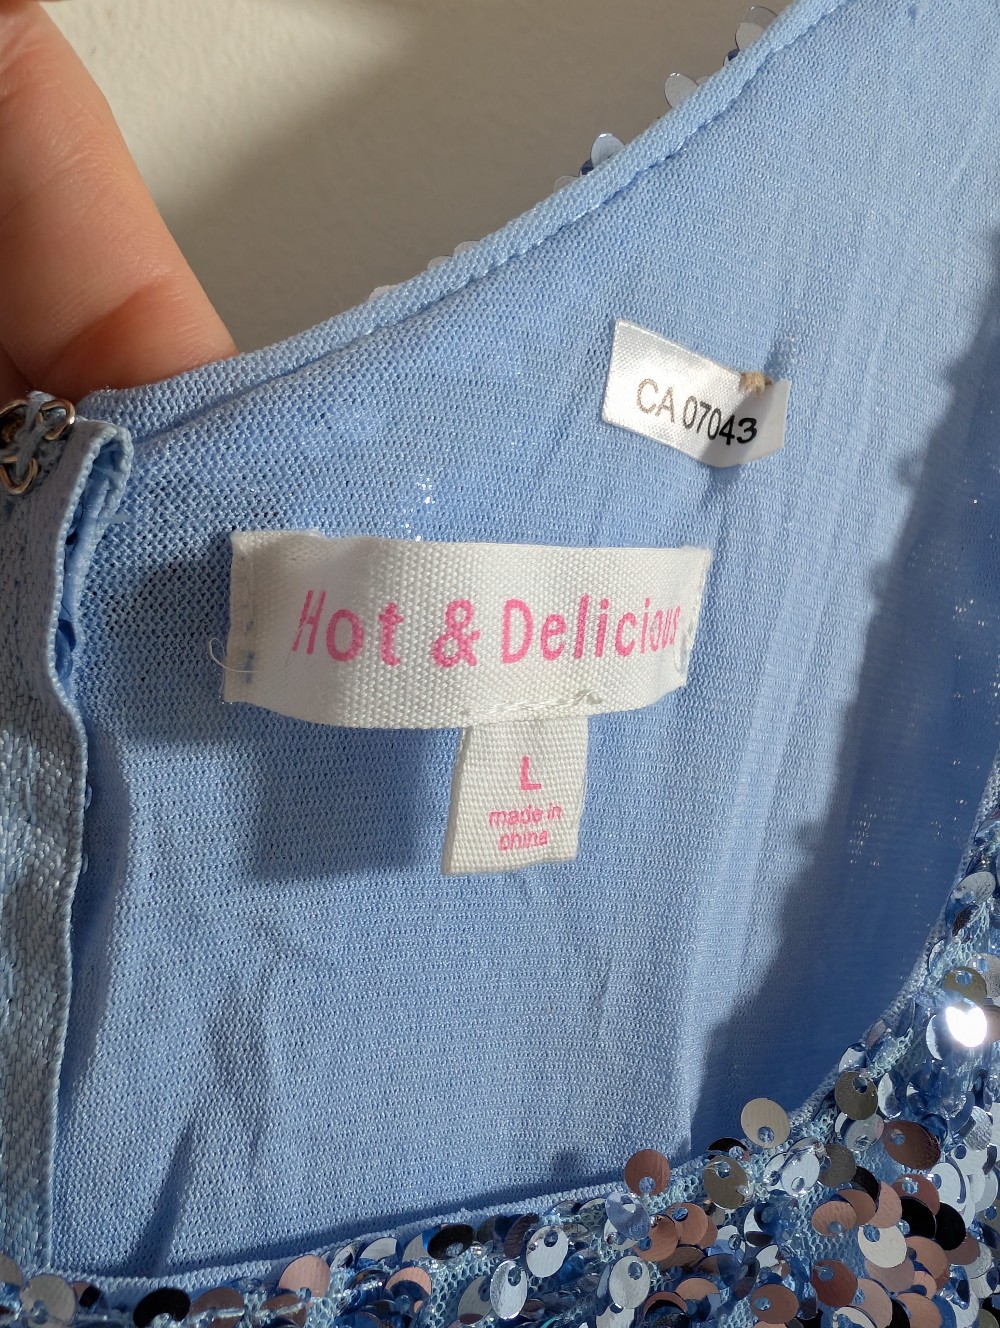 CA 07043
Hot & Delicious
L
made in
china